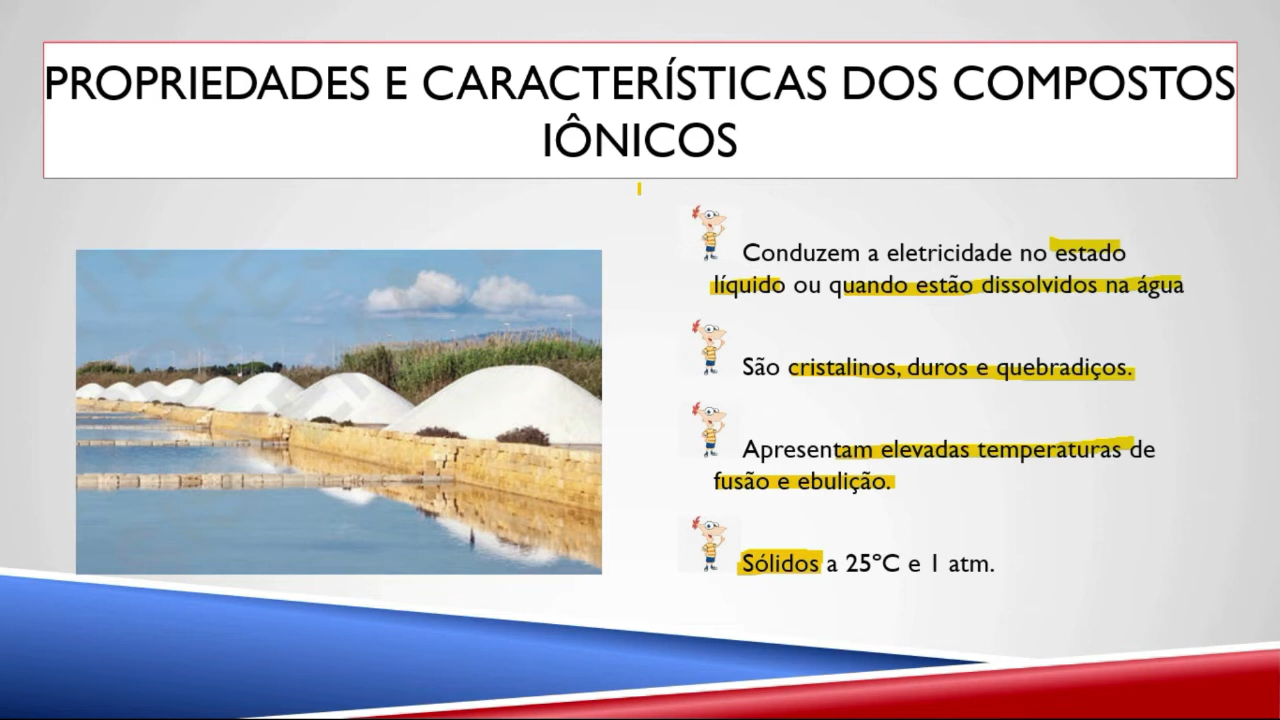 PROPRIEDADES E CARACTERÍSTICAS DOS COMPOSTOS
IÔNICOS
Conduzem a eletricidade no estado
líquido ou quando estão dissolvidos na água
São cristalinos, duros e quebradiços.
Apresentam elevadas temperaturas de
fusão e ebulição.
Sólidos a 25ºC e 1 atm.